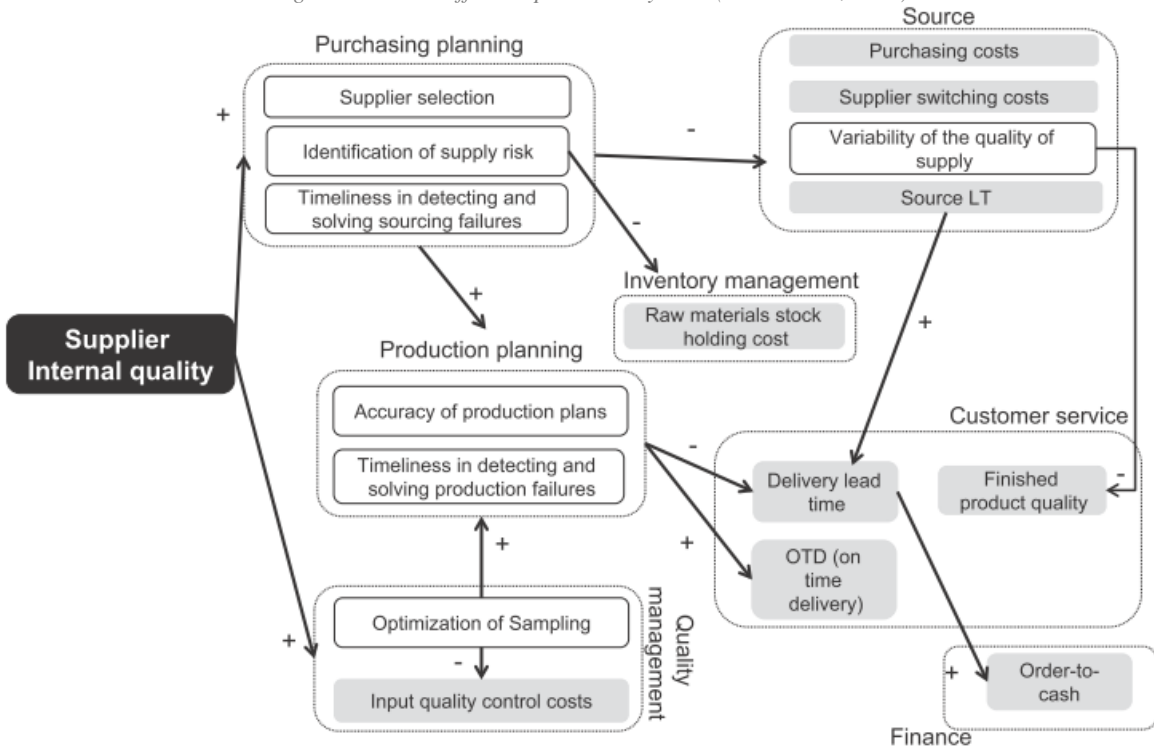 Source
Purchasing planning
Purchasing costs
Supplier selection
Supplier switching costs
+
-
Identification of supply risk
Variability of the quality of
supply
Timeliness in detecting and
solving sourcing failures
Source LT
-
Inventory management
+
Raw materials stock
holding cost
+
Supplier
Internal quality
Production planning
Accuracy of production plans
Customer service
-
Timeliness in detecting and
solving production failures
Delivery lead
time
Finished
product quality
-
+
+
OTD (on
time
delivery)
Quality
management
Optimization of Sampling
+
-
Input quality control costs
+
Order-to-
cash
Finance